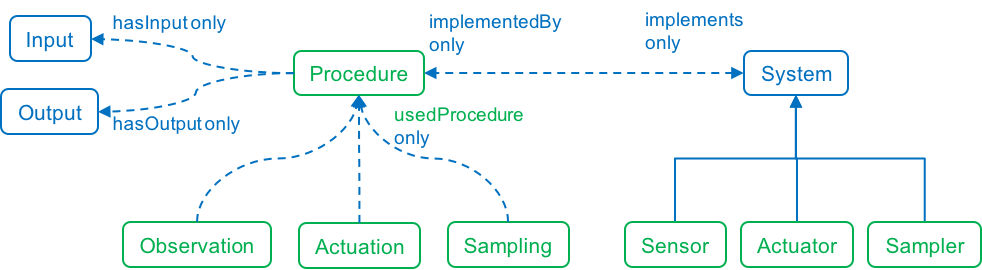 hasInput only
Input
implementedBy
only
implements
only
Procedure
System
Output
hasOutput only
usedProcedure
only
Observation
Actuation
Sampling
Sensor
Actuator
Sampler